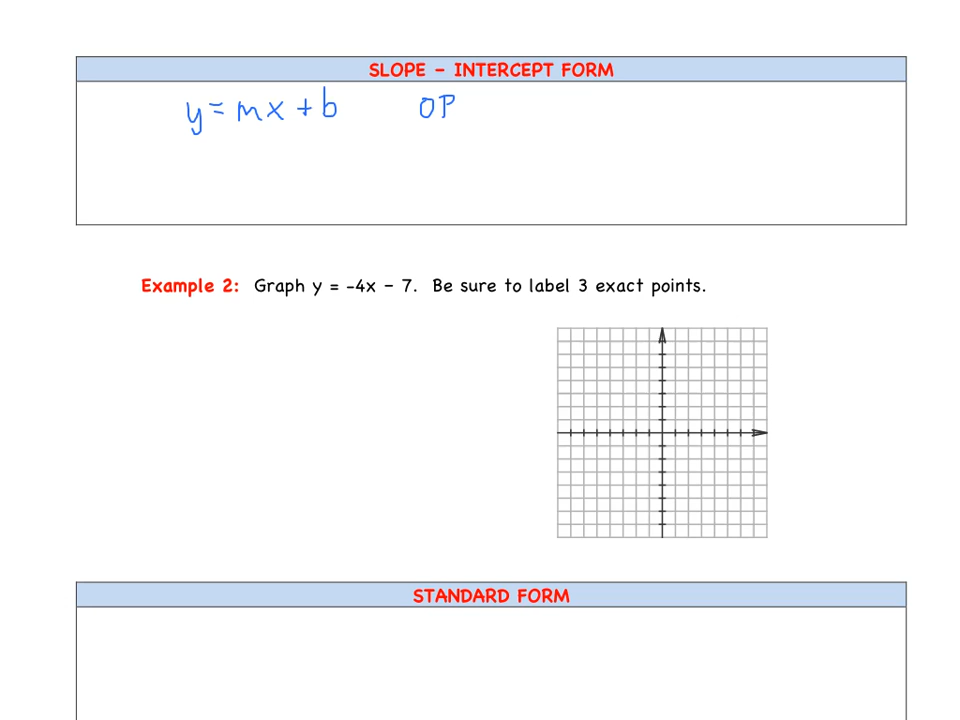 SLOPE – INTERCEPT FORM
y = mx + b OP
Example 2: Graph y = -4x – 7. Be sure to label 3 exact points.
STANDARD FORM